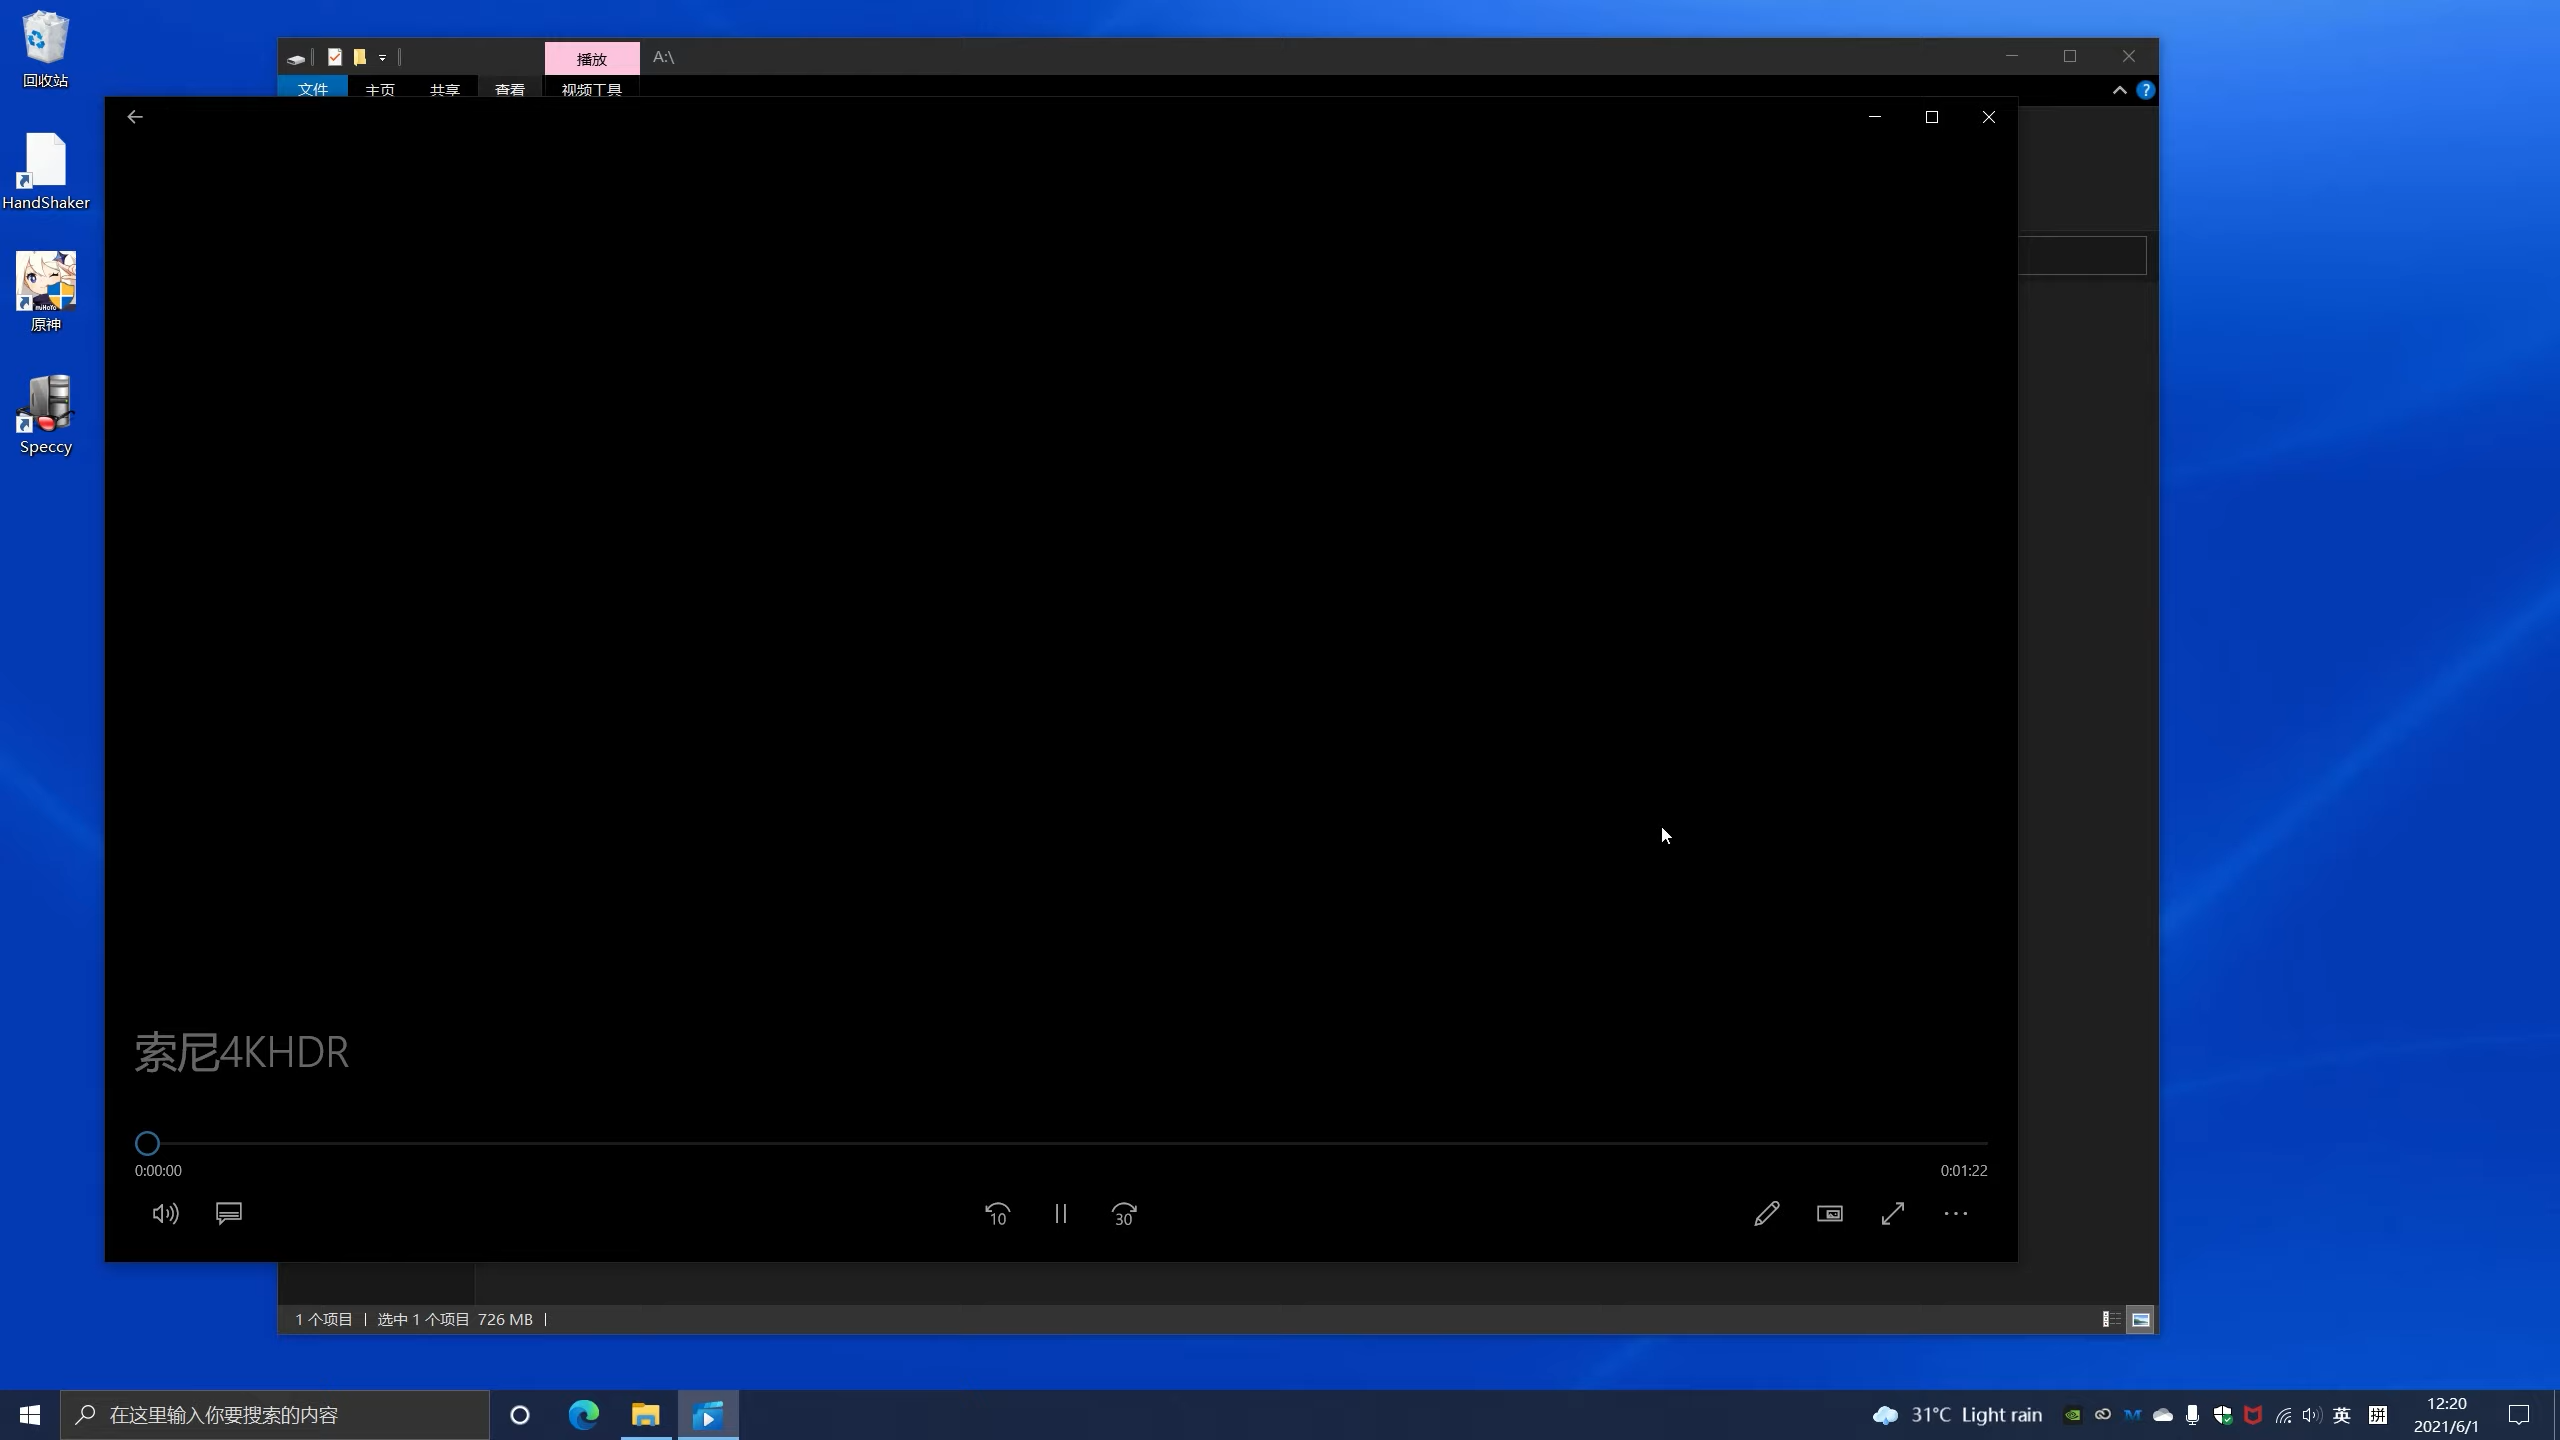 回收站
HandShaker
miHoYo
原神
Speccy
播放
A:\
文件
主页
共享
查看
视频工具
?
索尼4KHDR
0:00:00
0:01:22
10
30
1 个项目
选中 1 个项目 726 MB
在这里输入你要搜索的内容
31°C Light rain
英
拼
12:20
2021/6/1